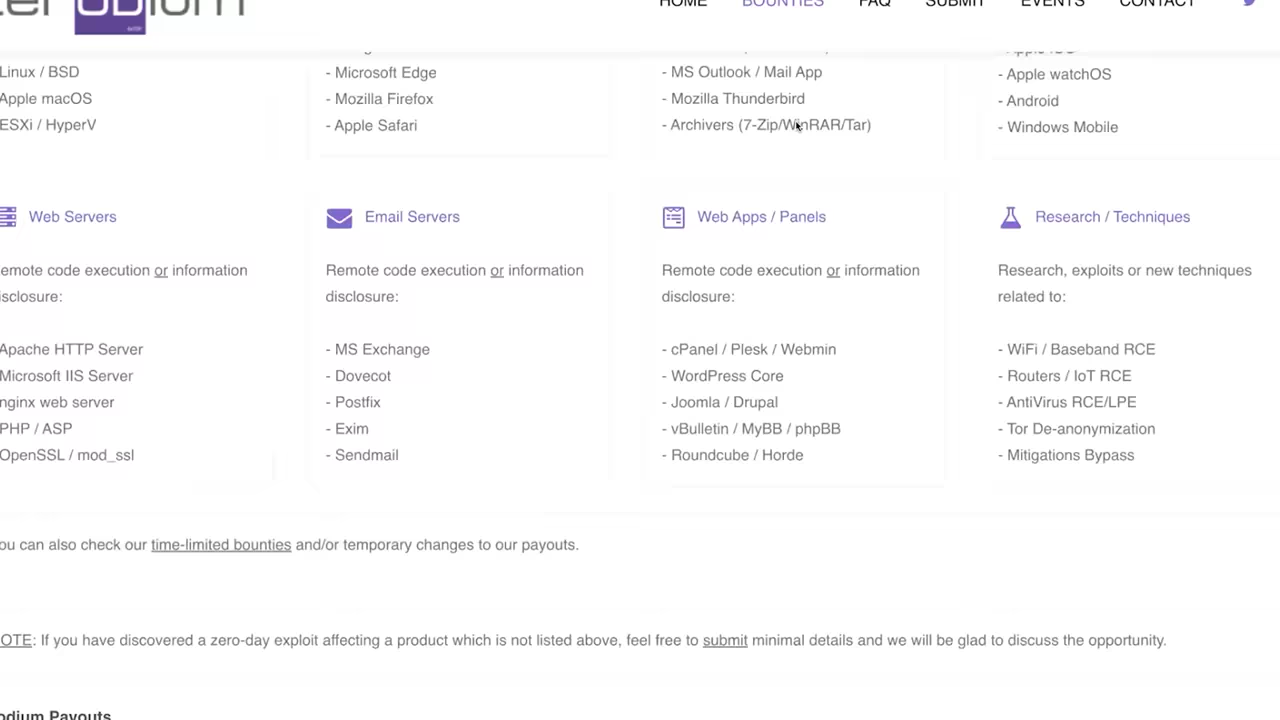 HOME BOUNTIES FAQ SUBMIT EVENTS CONTACT
Linux / BSD
Apple macOS
ESXi / HyperV
- Microsoft Edge
- Mozilla Firefox
- Apple Safari
- MS Outlook / Mail App
- Mozilla Thunderbird
- Archivers (7-Zip/WinRAR/Tar)
- Apple watchOS
- Android
- Windows Mobile
Web Servers
emote code execution or information
isclosure:
Apache HTTP Server
Microsoft IIS Server
nginx web server
PHP / ASP
OpenSSL / mod_ssl
Email Servers
Remote code execution or information
disclosure:
- MS Exchange
- Dovecot
- Postfix
- Exim
- Sendmail
Web Apps / Panels
Remote code execution or information
disclosure:
- cPanel / Plesk / Webmin
- WordPress Core
- Joomla / Drupal
- vBulletin / MyBB / phpBB
- Roundcube / Horde
Research / Techniques
Research, exploits or new techniques
related to:
- WiFi / Baseband RCE
- Routers / IoT RCE
- AntiVirus RCE/LPE
- Tor De-anonymization
- Mitigations Bypass
ou can also check our time-limited bounties and/or temporary changes to our payouts.
OTE: If you have discovered a zero-day exploit affecting a product which is not listed above, feel free to submit minimal details and we will be glad to discuss the opportunity.
odium Payouts